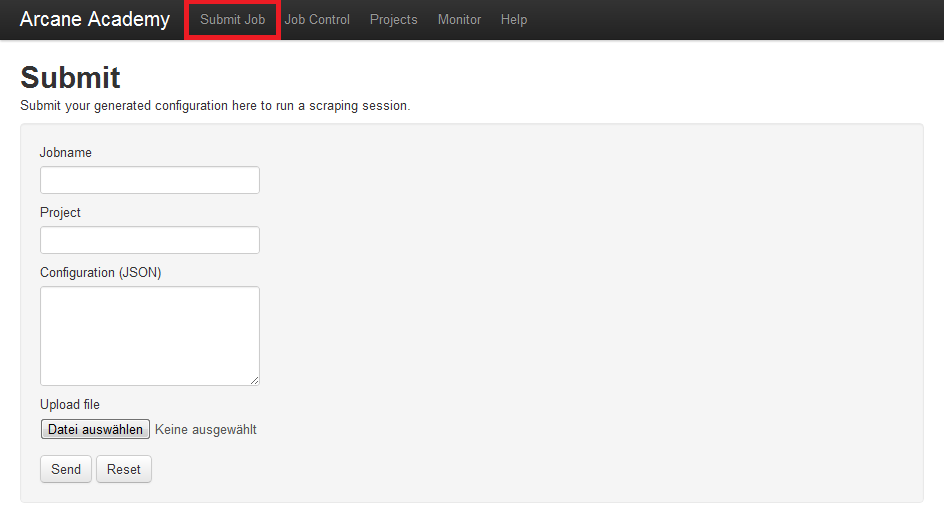 Arcane Academy Submit Job Job Control Projects Monitor Help
Submit
Submit your generated configuration here to run a scraping session.
Jobname
Project
Configuration (JSON)
Upload file
Datei auswählen Keine ausgewählt
Send Reset